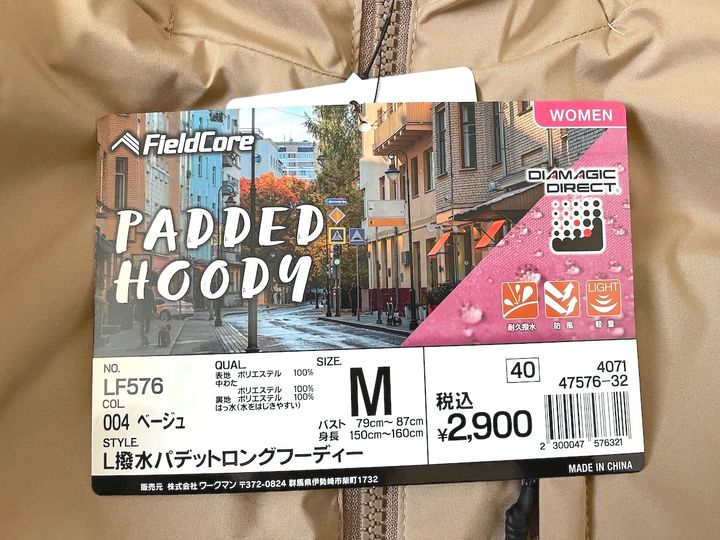 WOMEN
FieldCore
DIAMAGIC
DIRECT®
PADDED
HOODY
LIGHT
耐久撥水
防風
軽量
NO.
LF576
COL.
004 ベージュ
STYLE.
L撥水パデットロングフーディー
QUAL.
表地 ポリエステル 100%
中わた
ポリエステル 100%
裏地 ポリエステル 100%
はっ水(水をはじきやすい)
SIZE.
M
バスト 79cm~ 87cm
身長 150cm~160cm
40
4071
47576-32
税込
¥2,900
2 300047 576321
MADE IN CHINA
販売元 株式会社 ワークマン 〒372-0824 群馬県伊勢崎市柴町1732